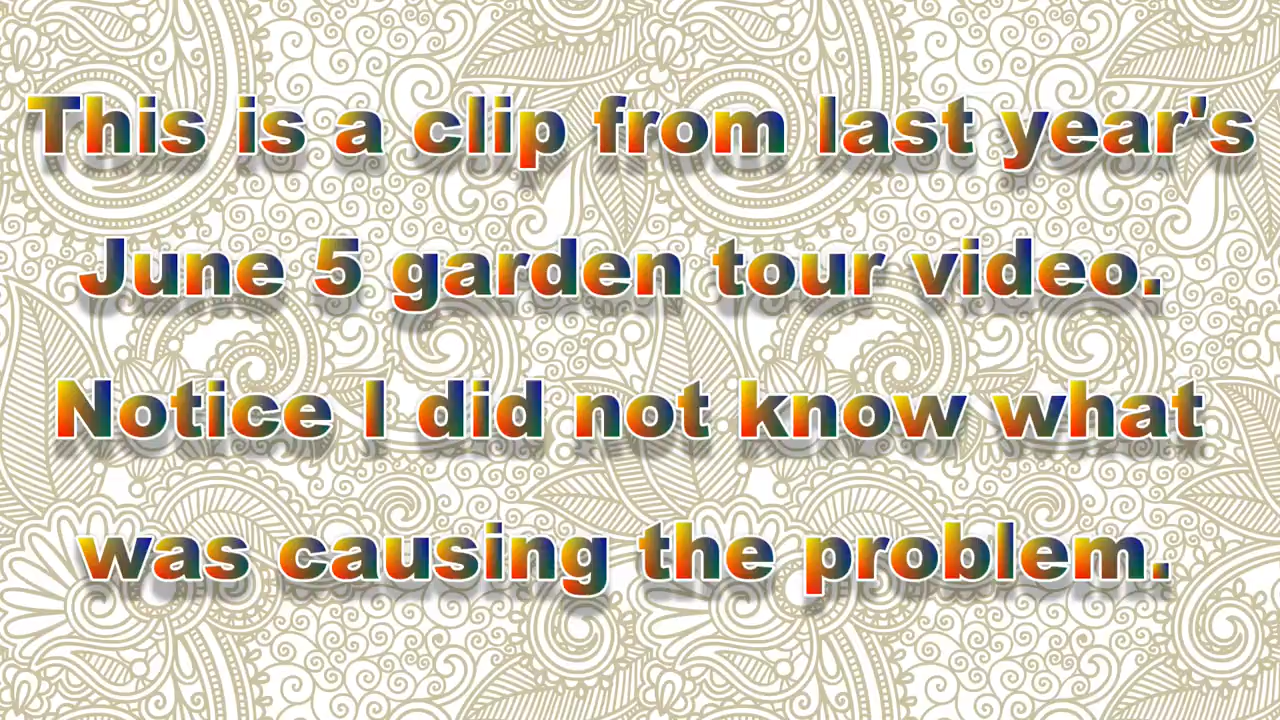 This is a clip from last year's
June 5 garden tour video.
Notice I did not know what
was causing the problem.